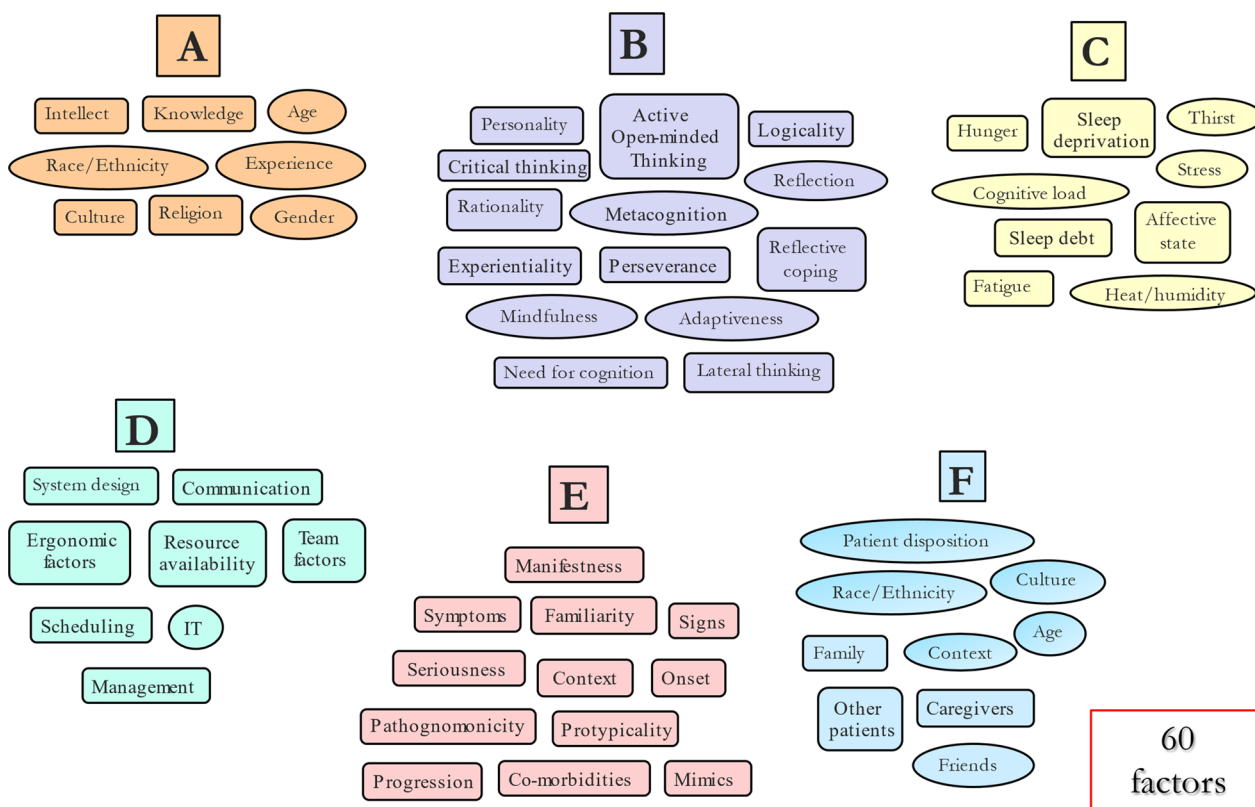 A
Intellect
Knowledge
Age
Race/Ethnicity
Experience
Culture
Religion
Gender
B
Personality
Active
Open-minded
Thinking
Logicality
Critical thinking
Reflection
Rationality
Metacognition
Experientiality
Perseverance
Reflective
coping
Mindfulness
Adaptiveness
Need for cognition
Lateral thinking
C
Hunger
Sleep
deprivation
Thirst
Stress
Cognitive load
Sleep debt
Affective
state
Fatigue
Heat/humidity
D
System design
Communication
Ergonomic
factors
Resource
availability
Team
factors
Scheduling
IT
Management
E
Manifestness
Symptoms
Familiarity
Signs
Seriousness
Context
Onset
Pathognomonicity
Protypicality
Progression
Co-morbidities
Mimics
F
Patient disposition
Race/Ethnicity
Culture
Age
Family
Context
Other
patients
Caregivers
Friends
60
factors